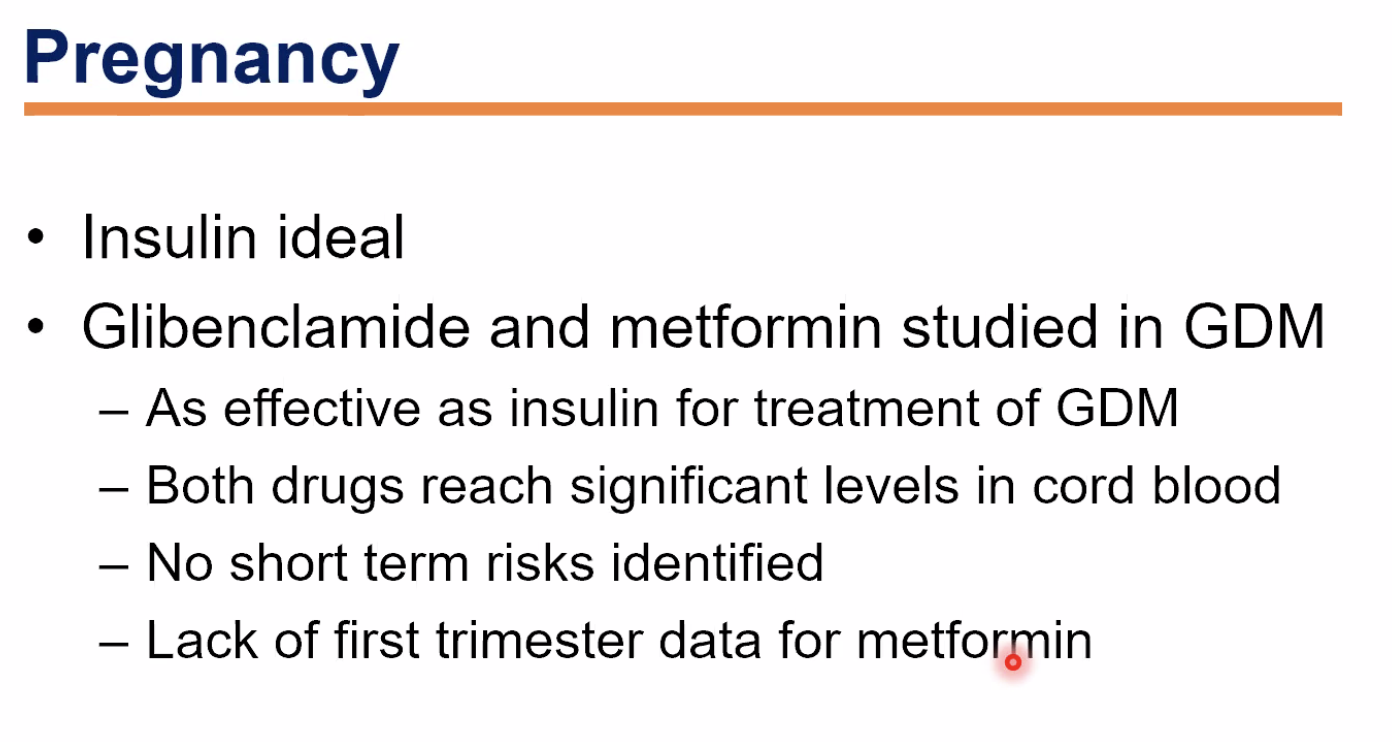 Pregnancy
• Insulin ideal
• Glibenclamide and metformin studied in GDM
– As effective as insulin for treatment of GDM
– Both drugs reach significant levels in cord blood
– No short term risks identified
– Lack of first trimester data for metformin